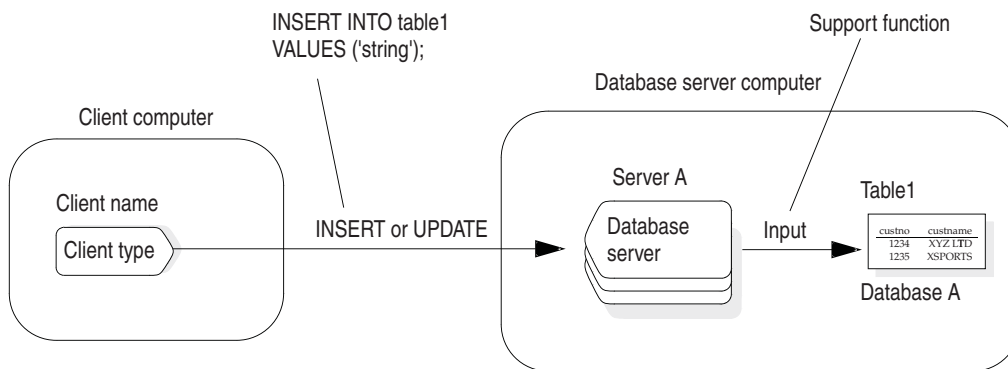 INSERT INTO table1
VALUES ('string');
Support function
Database server computer
Client computer
Server A
Table1
Client name
Client type
INSERT or UPDATE
Database
server
Input
custno custname
1234 XYZ LTD
1235 XSPORTS
Database A